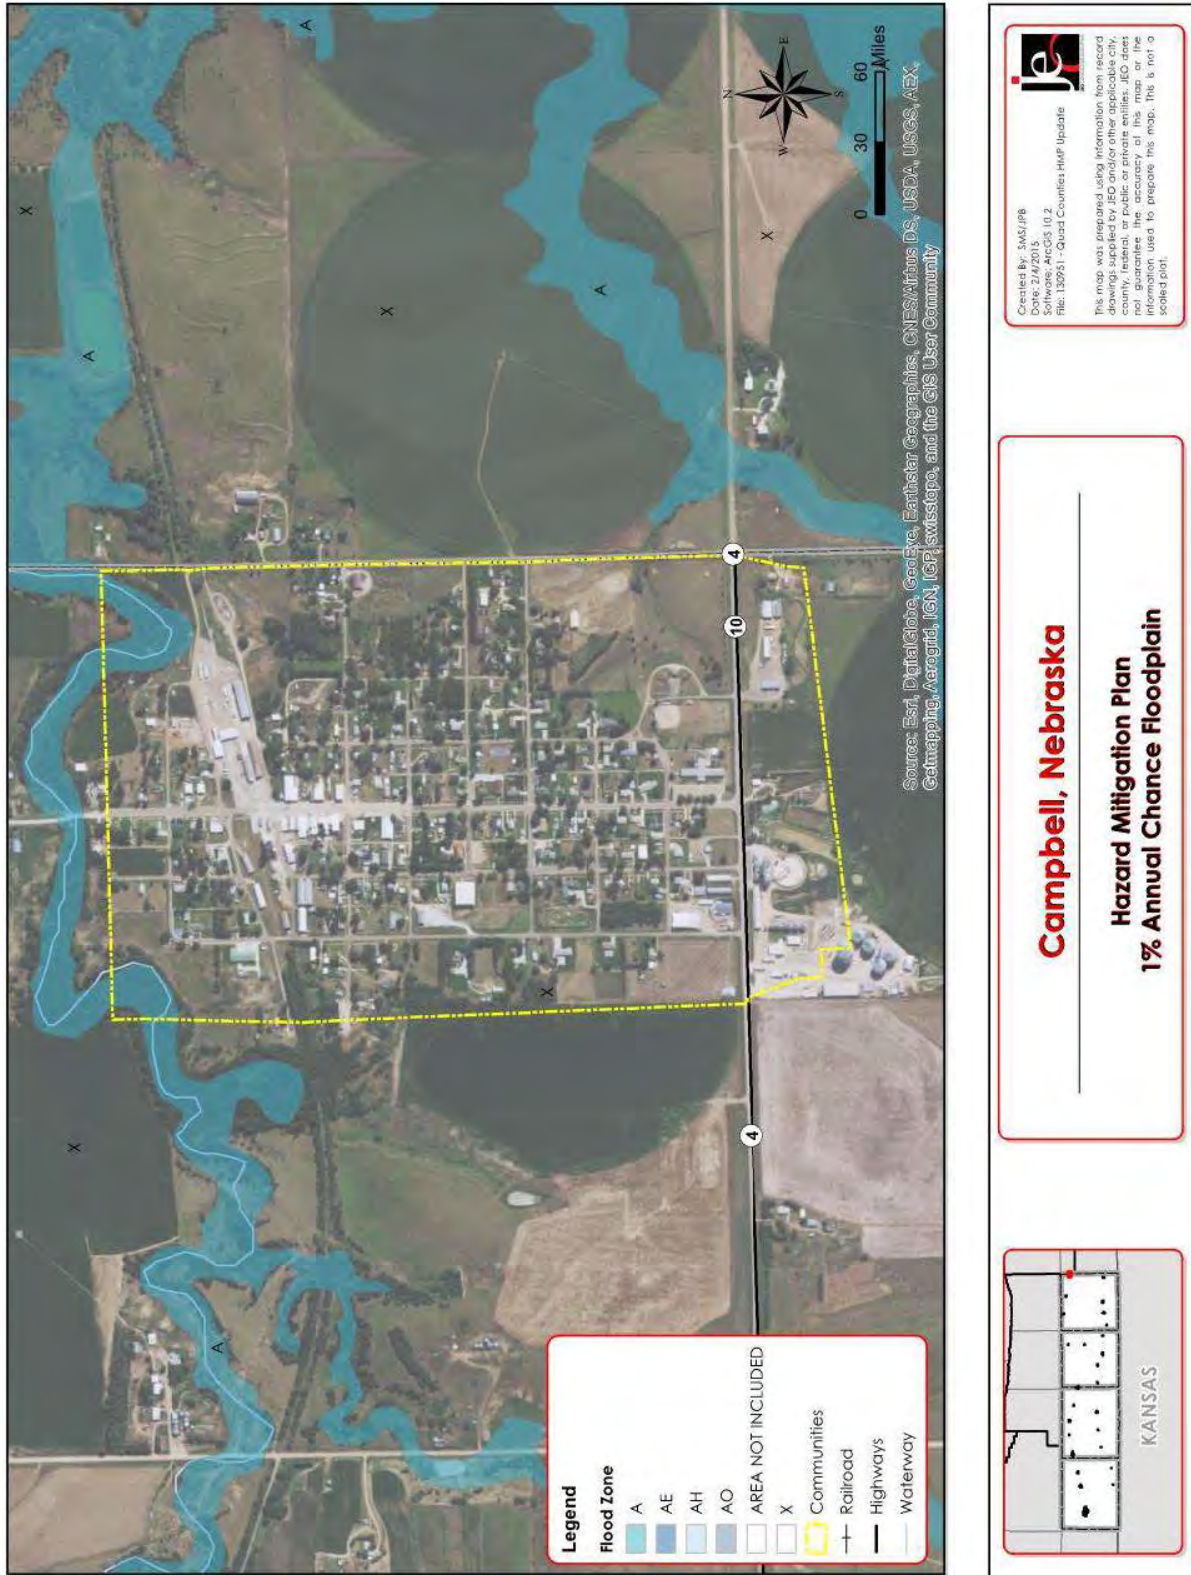 A
X
A
A
X
X
A
X
X
A
4
10
4
N
E
S
W
0
30
60
Miles
Source: Esri, DigitalGlobe, GeoEye, Earthstar Geographics, CNES/Airbus DS, USDA, USGS, AEX,
Getmapping, Aerogrid, IGN, IGP, swisstopo, and the GIS User Community
Legend
Flood Zone
A
AE
AH
AO
AREA NOT INCLUDED
X
Communities
Railroad
Highways
Waterway
KANSAS
Campbell, Nebraska
Hazard Mitigation Plan
1% Annual Chance Floodplain
Created By: SMS/JPB
Date: 2/4/2015
Software: ArcGIS 10.2
File: 130951 - Quad Counties HMP Update
This map was prepared using information from record
drawings supplied by JEO and/or other applicable city,
county, federal, or public or private entities. JEO does
not guarantee the accuracy of this map or the
information used to prepare this map. This is not a
scaled plat.